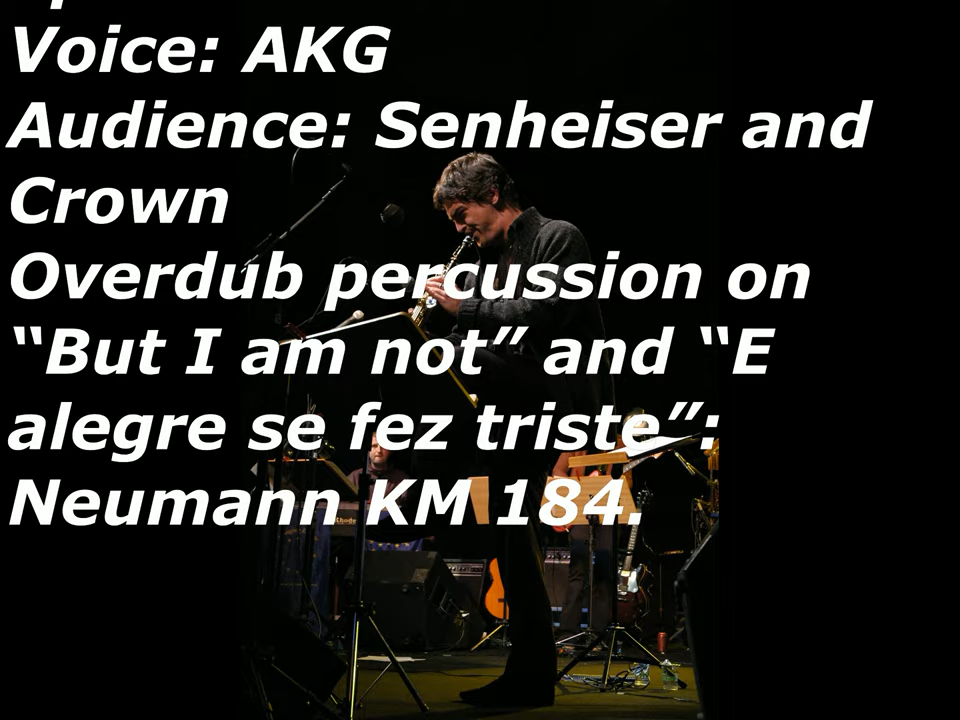 Voice: AKG
Audience: Senheiser and
Crown
Overdub percussion on
“But I am not” and “E
alegre se fez triste”:
Neumann KM 184.
Rhodes